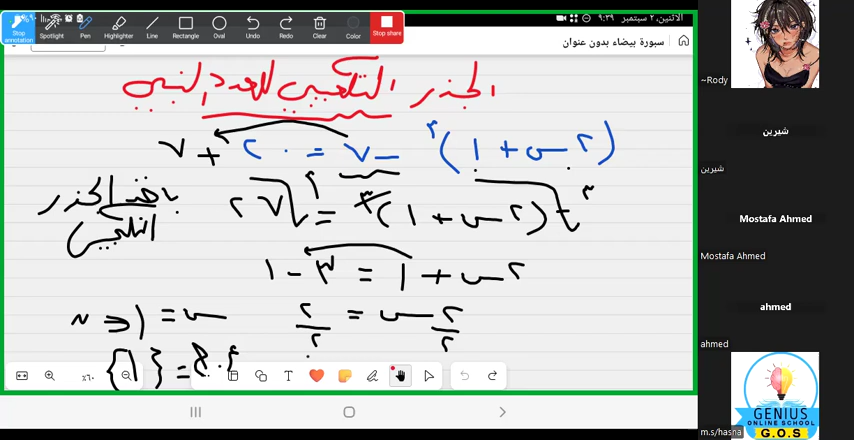 الاثنين، ٢ سبتمبر ٩:٣٩
Stop annotation
Spotlight
Pen
Highlighter
Line
Rectangle
Oval
Undo
Redo
Clear
Color
Stop share
سبورة بيضاء بدون عنوان
الجذر التكعيبي للعدد النسبي
(٢س + ١)٣ − ٧ = ٢٠ + ٧
٣√(٢س + ١)٣ = ٣√٢٧ بأخذ الجذر التكعيبي
٢س + ١ = ٣ − ١
٢س/٢ = ٢/٢ س = ١ ∈ ن
م.ح = {١}
٦٠٪
~Rody
شيرين
شيرين
Mostafa Ahmed
Mostafa Ahmed
ahmed
ahmed
GENIUS
ONLINE SCHOOL
G.O.S
m.s/hasna